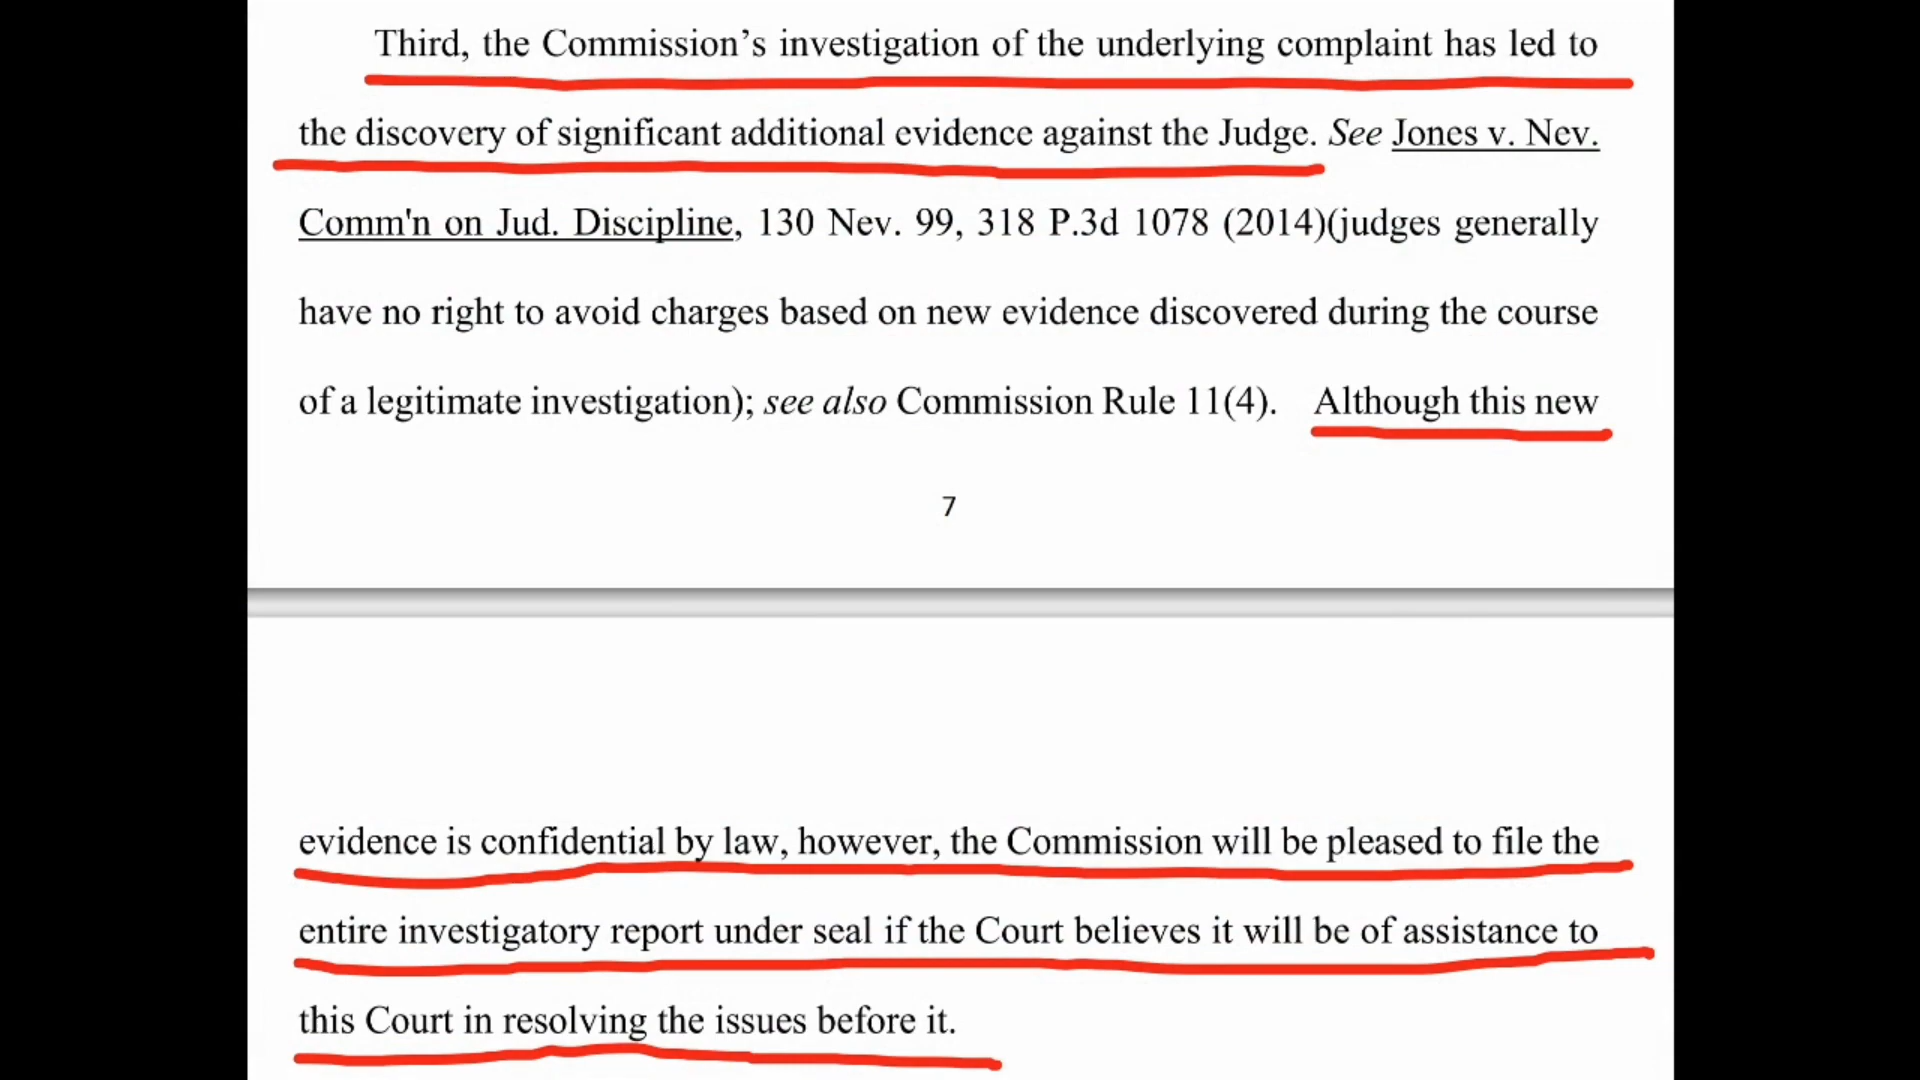 Third, the Commission’s investigation of the underlying complaint has led to
the discovery of significant additional evidence against the Judge. See Jones v. Nev.
Comm'n on Jud. Discipline, 130 Nev. 99, 318 P.3d 1078 (2014)(judges generally
have no right to avoid charges based on new evidence discovered during the course
of a legitimate investigation); see also Commission Rule 11(4). Although this new
7
evidence is confidential by law, however, the Commission will be pleased to file the
entire investigatory report under seal if the Court believes it will be of assistance to
this Court in resolving the issues before it.